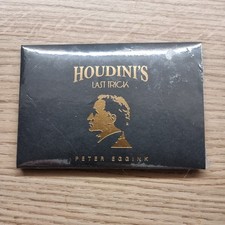 HOUDINI'S
LAST TRICK
PETER EGGINK